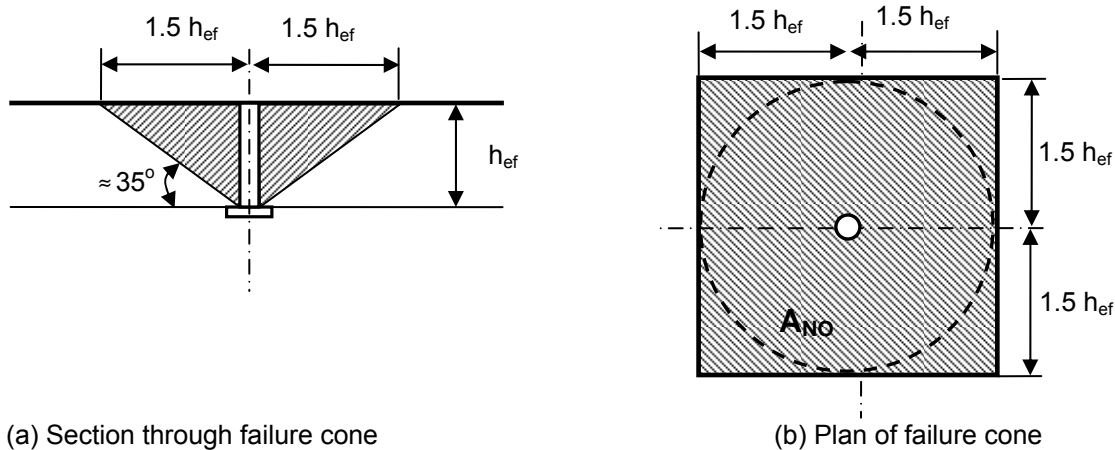 1.5 hef 1.5 hef
hef
≈ 35o
(a) Section through failure cone
1.5 hef 1.5 hef
1.5 hef
1.5 hef
ANO
(b) Plan of failure cone